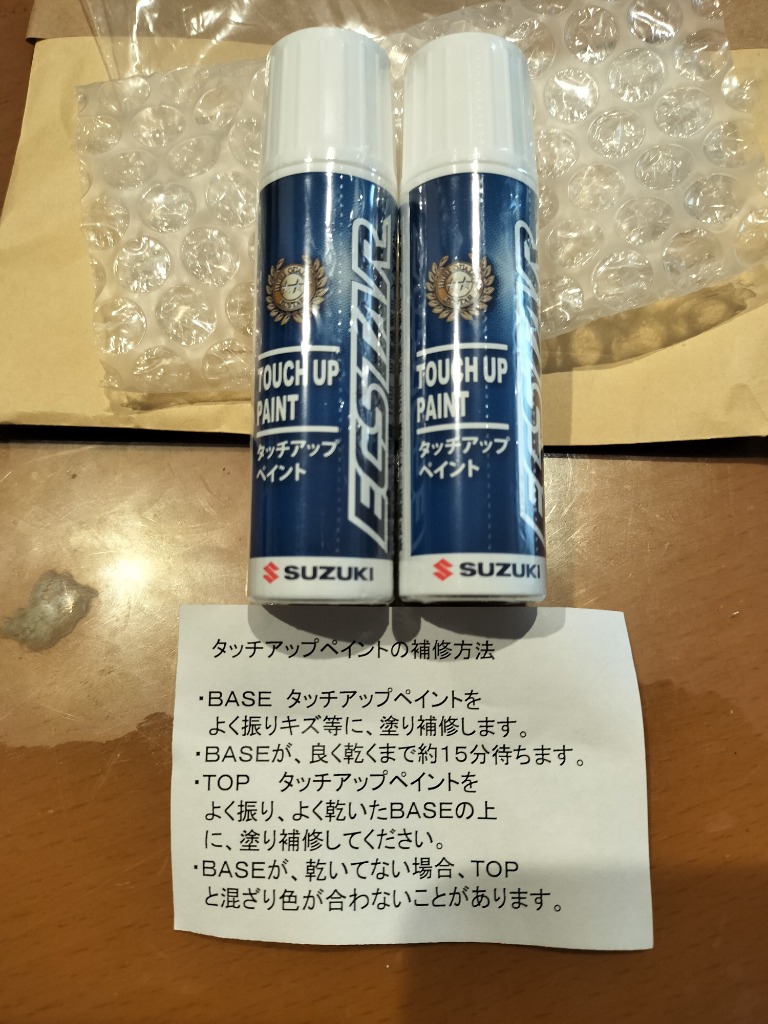 ECSTAR
TOUCH UP
PAINT
タッチアップ
ペイント
SUZUKI
ECSTAR
TOUCH UP
PAINT
タッチアップ
ペイント
SUZUKI
タッチアップペイントの補修方法
・BASE タッチアップペイントを
よく振りキズ等に、塗り補修します。
・BASEが、良く乾くまで約15分待ちます。
・TOP タッチアップペイントを
よく振り、よく乾いたBASEの上
に、塗り補修してください。
・BASEが、乾いてない場合、TOP
と混ざり色が合わないことがあります。